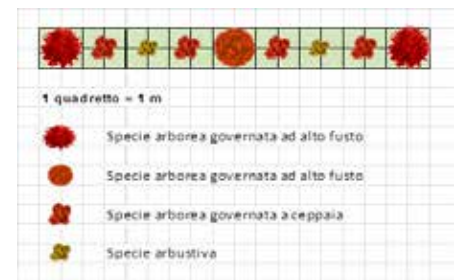 1 quadretto = 1 m
Specie arborea governata ad alto fusto
Specie arborea governata ad alto fusto
Specie arborea governata a ceppaia
Specie arbustiva